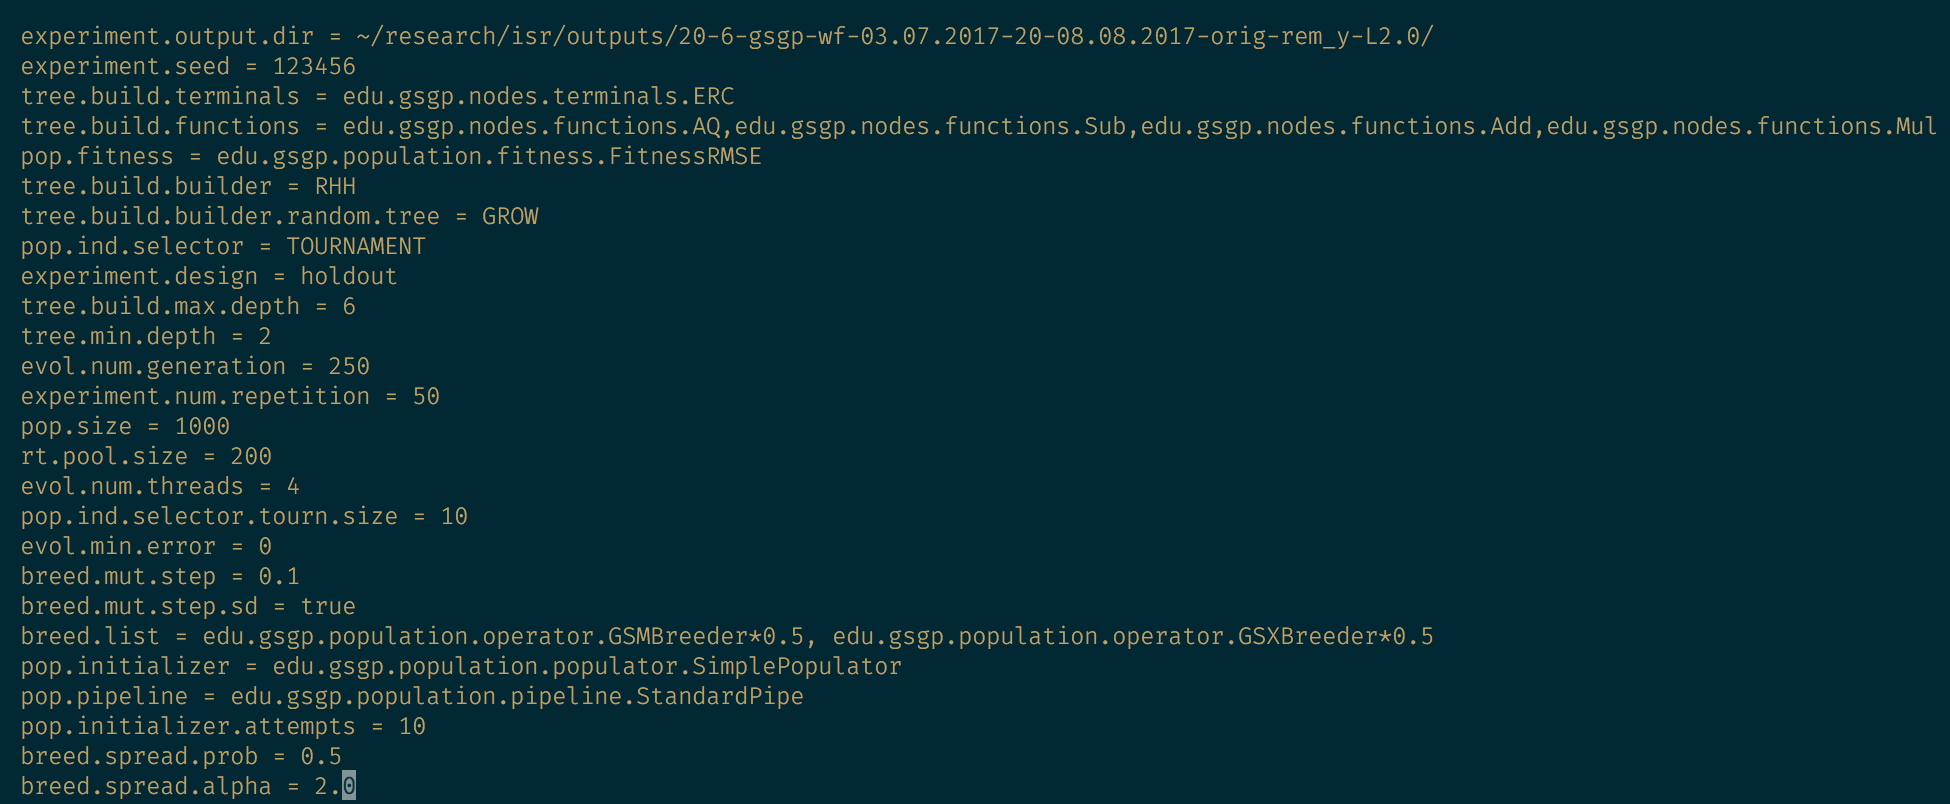 experiment.output.dir = ~/research/isr/outputs/20-6-gsgp-wf-03.07.2017-20-08.08.2017-orig-rem_y-L2.0/
experiment.seed = 123456
tree.build.terminals = edu.gsgp.nodes.terminals.ERC
tree.build.functions = edu.gsgp.nodes.functions.AQ,edu.gsgp.nodes.functions.Sub,edu.gsgp.nodes.functions.Add,edu.gsgp.nodes.functions.Mul
pop.fitness = edu.gsgp.population.fitness.FitnessRMSE
tree.build.builder = RHH
tree.build.builder.random.tree = GROW
pop.ind.selector = TOURNAMENT
experiment.design = holdout
tree.build.max.depth = 6
tree.min.depth = 2
evol.num.generation = 250
experiment.num.repetition = 50
pop.size = 1000
rt.pool.size = 200
evol.num.threads = 4
pop.ind.selector.tourn.size = 10
evol.min.error = 0
breed.mut.step = 0.1
breed.mut.step.sd = true
breed.list = edu.gsgp.population.operator.GSMBreeder*0.5, edu.gsgp.population.operator.GSXBreeder*0.5
pop.initializer = edu.gsgp.population.populator.SimplePopulator
pop.pipeline = edu.gsgp.population.pipeline.StandardPipe
pop.initializer.attempts = 10
breed.spread.prob = 0.5
breed.spread.alpha = 2.0